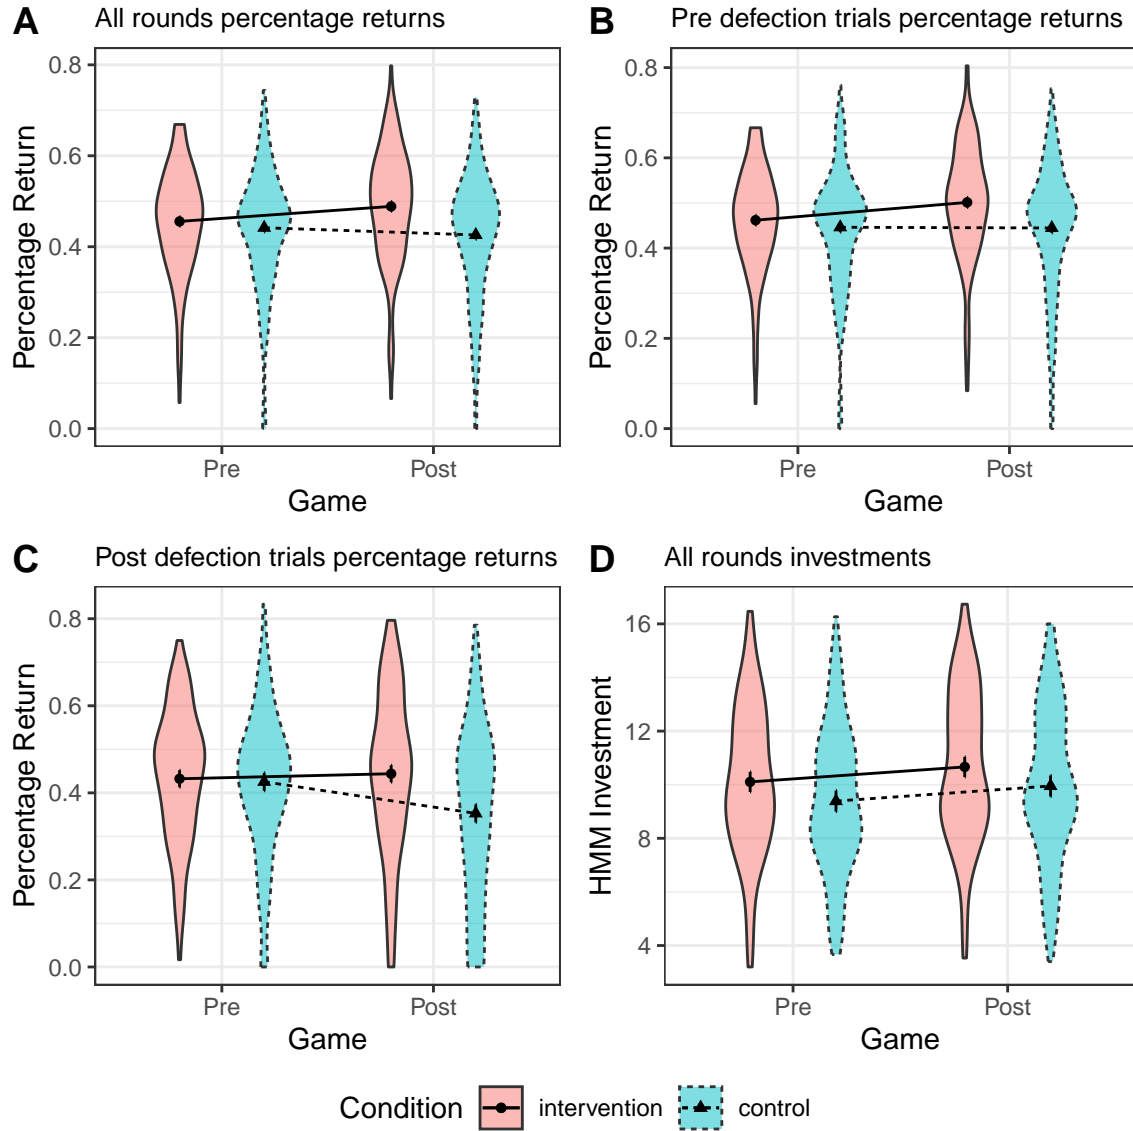 A All rounds percentage returns
Percentage Return
0.8
0.6
0.4
0.2
0.0
Pre Post
Game
B Pre defection trials percentage returns
Percentage Return
0.8
0.6
0.4
0.2
0.0
Pre Post
Game
C Post defection trials percentage returns
Percentage Return
0.8
0.6
0.4
0.2
0.0
Pre Post
Game
D All rounds investments
HMM Investment
16
12
8
4
Pre Post
Game
Condition intervention control